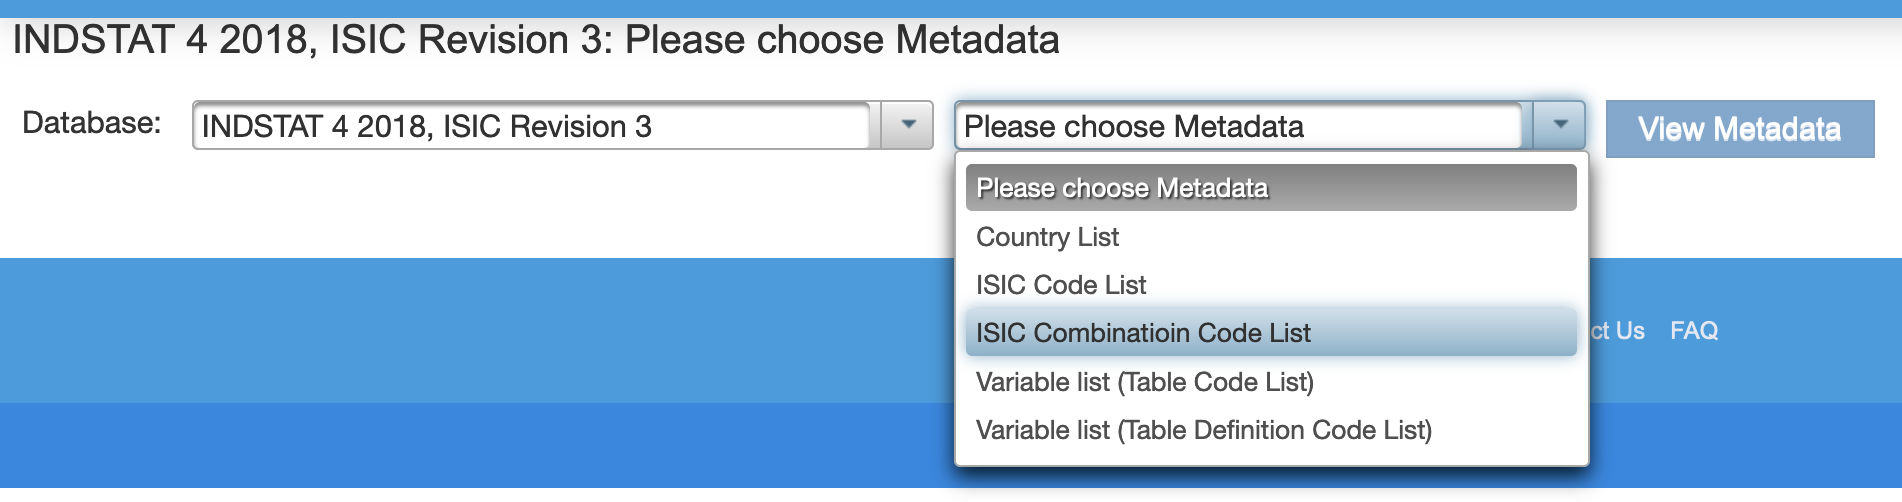 INDSTAT 4 2018, ISIC Revision 3: Please choose Metadata
Database: INDSTAT 4 2018, ISIC Revision 3 Please choose Metadata View Metadata
Please choose Metadata
Country List
ISIC Code List
ISIC Combinatioin Code List
ct Us FAQ
Variable list (Table Code List)
Variable list (Table Definition Code List)